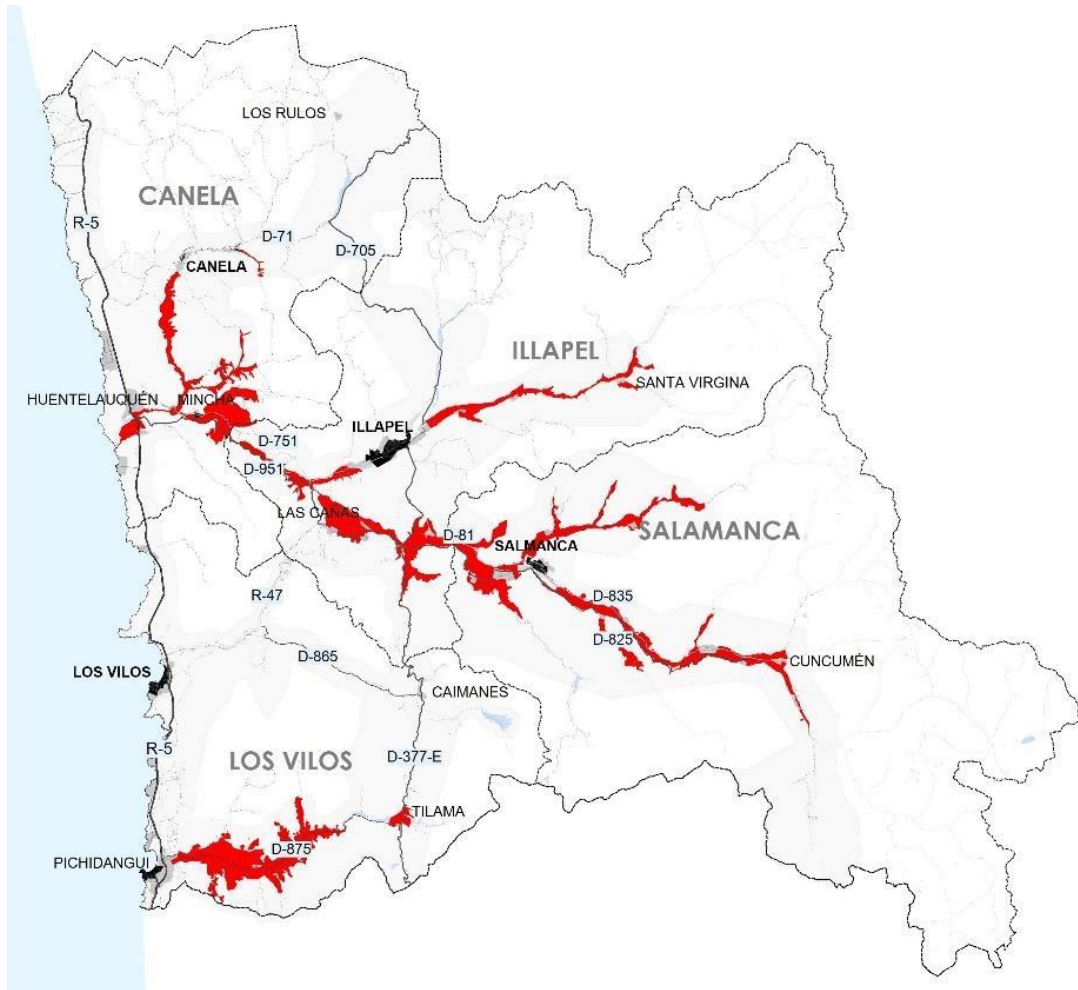 LOS RULOS
CANELA
R-5
D-71
D-705
CANELA
ILLAPEL
SANTA VIRGINA
HUENTELAUQUÉN
MINCHA
ILLAPEL
D-751
D-951
LAS CAÑAS
D-81
SALMANCA
SALAMANCA
R-47
D-835
D-825
D-865
CUNCUMÉN
LOS VILOS
CAIMANES
R-5
LOS VILOS
D-377-E
TILAMA
D-875
PICHIDANGUI